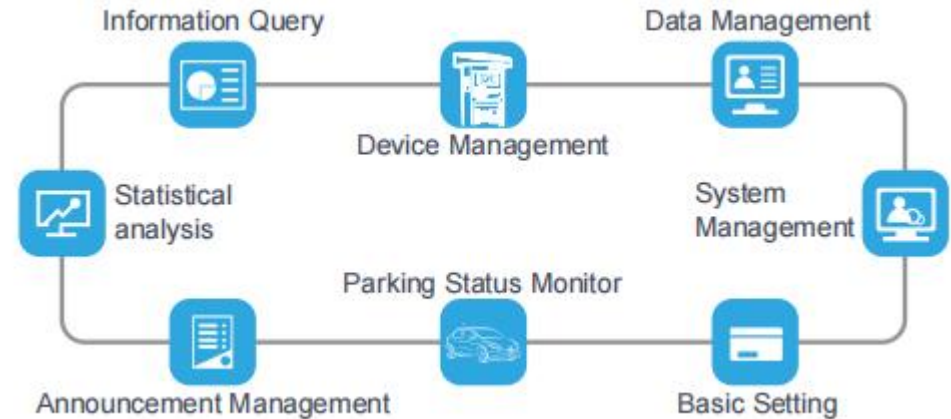 Information Query
Data Management
Device Management
Statistical
analysis
System
Management
Parking Status Monitor
Announcement Management
Basic Setting